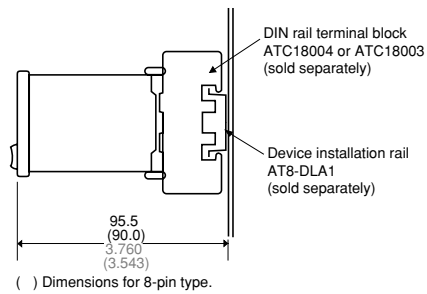 DIN rail terminal block
ATC18004 or ATC18003
(sold separately)
Device installation rail
AT8-DLA1
(sold separately)
95.5
(90.0)
3.760
(3.543)
( ) Dimensions for 8-pin type.